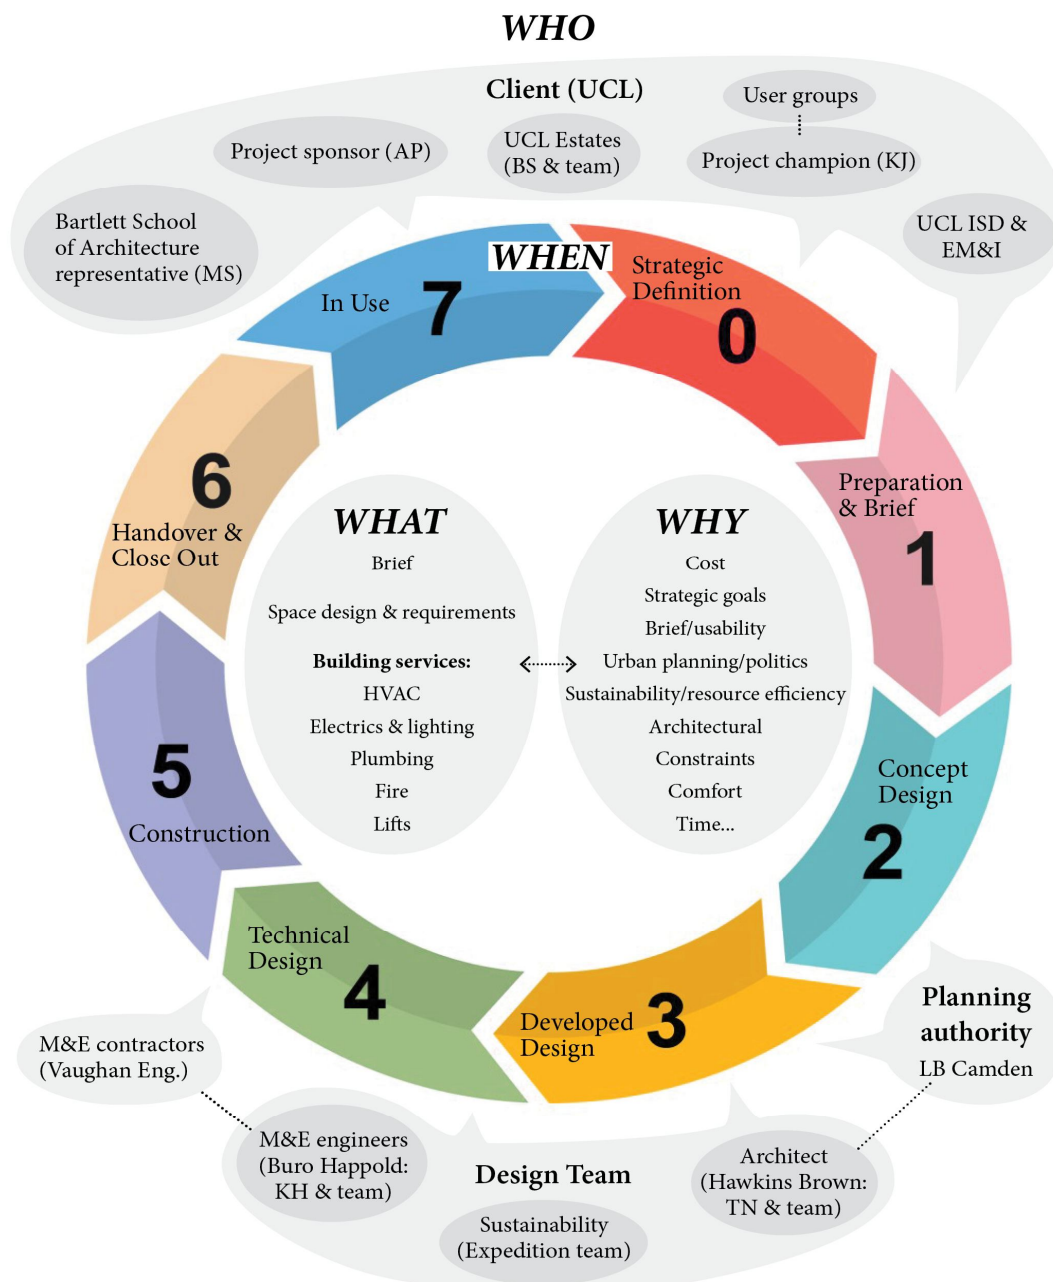 WHO
Client (UCL)
User groups
Project sponsor (AP)
UCL Estates
(BS & team)
Project champion (KJ)
Bartlett School
of Architecture
representative (MS)
UCL ISD &
EM&I
WHEN
Strategic
Definition
0
In Use
7
Preparation
& Brief
1
6
Handover &
Close Out
WHAT
Brief
Space design & requirements
Building services:
HVAC
Electrics & lighting
Plumbing
Fire
Lifts
WHY
Cost
Strategic goals
Brief/usability
Urban planning/politics
Sustainability/resource efficiency
Architectural
Constraints
Comfort
Time...
Concept
Design
2
5
Construction
Technical
Design
4
Developed
Design
3
Planning
authority
LB Camden
M&E contractors
(Vaughan Eng.)
M&E engineers
(Buro Happold:
KH & team)
Design Team
Sustainability
(Expedition team)
Architect
(Hawkins Brown:
TN & team)